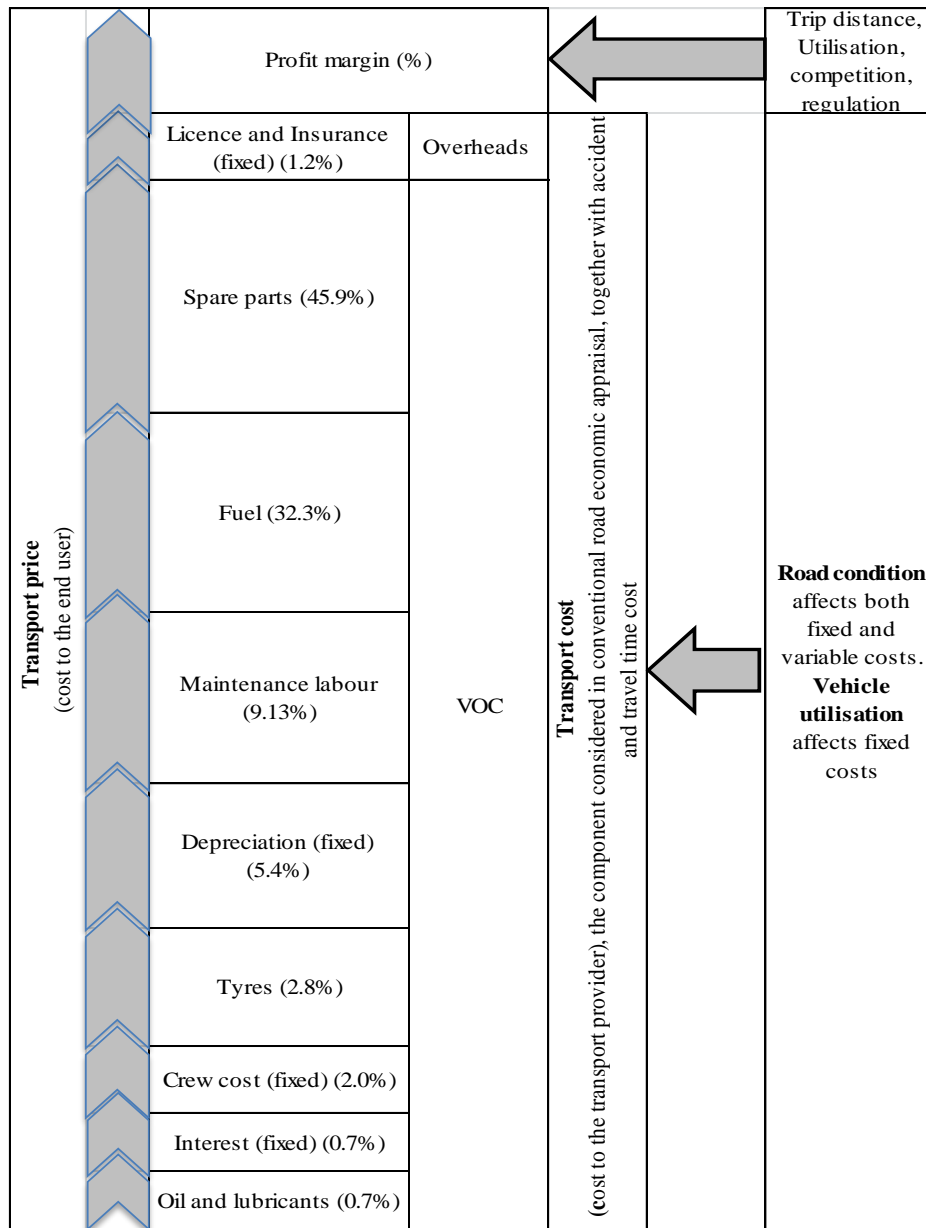 Transport price
(cost to the end user)
Profit margin (%)
Licence and Insurance
(fixed) (1.2%)
Overheads
Spare parts (45.9%)
Fuel (32.3%)
Maintenance labour
(9.13%)
Depreciation (fixed)
(5.4%)
Tyres (2.8%)
Crew cost (fixed) (2.0%)
Interest (fixed) (0.7%)
Oil and lubricants (0.7%)
VOC
Transport cost
(cost to the transport provider), the component considered in conventional road economic appraisal, together with accident
and travel time cost
Trip distance,
Utilisation,
competition,
regulation
Road condition
affects both
fixed and
variable costs.
Vehicle
utilisation
affects fixed
costs